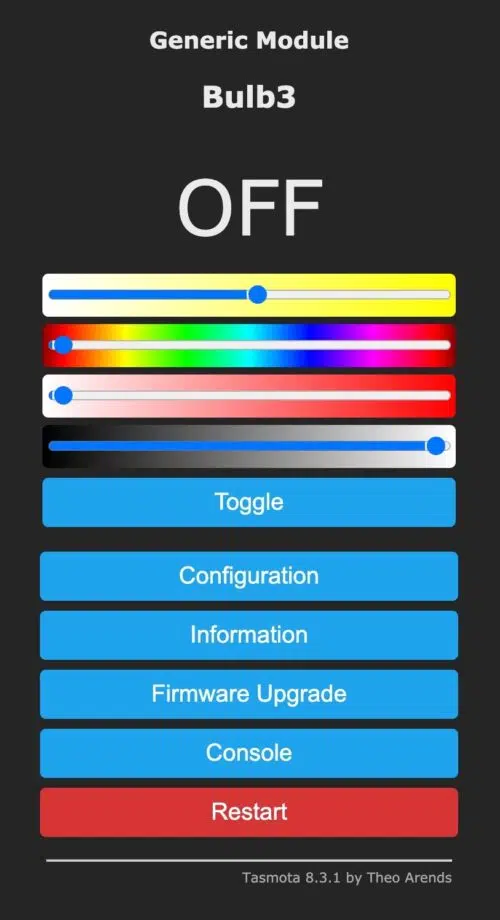 Generic Module
Bulb3
OFF
Toggle
Configuration
Information
Firmware Upgrade
Console
Restart
Tasmota 8.3.1 by Theo Arends